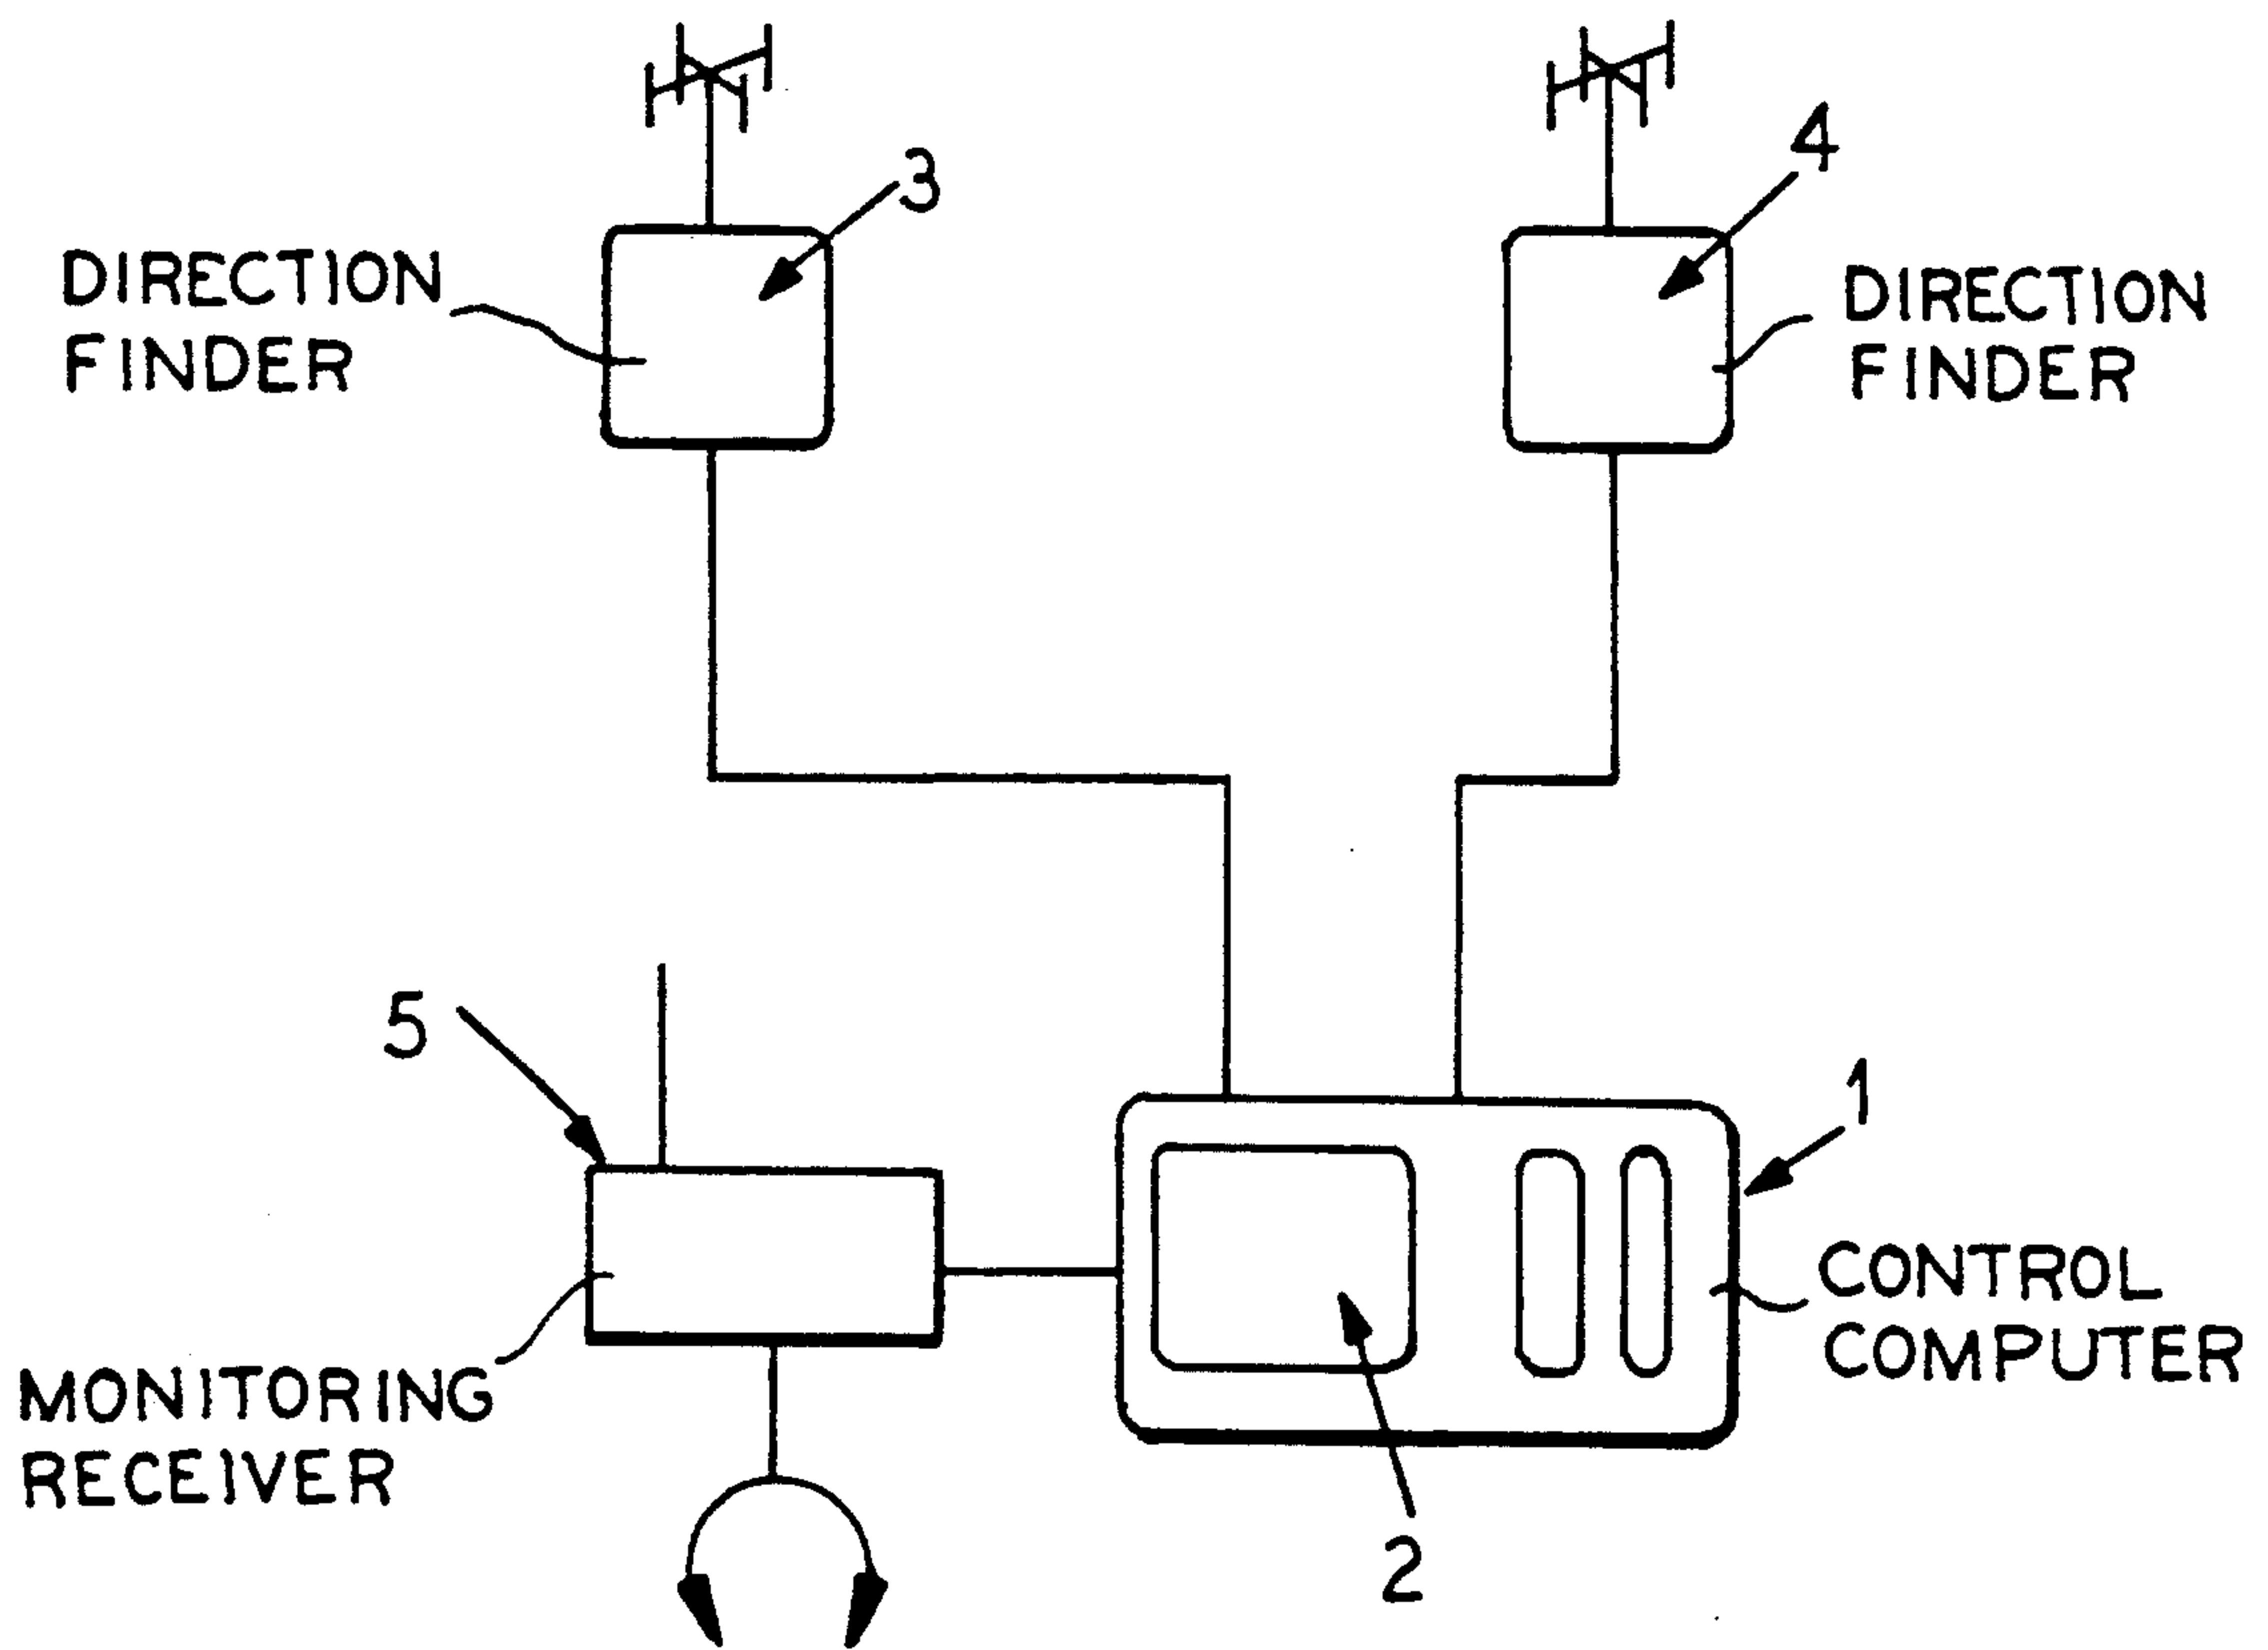 3
4
DIRECTION
FINDER
DIRECTION
FINDER
5
1
CONTROL
COMPUTER
MONITORING
RECEIVER
2